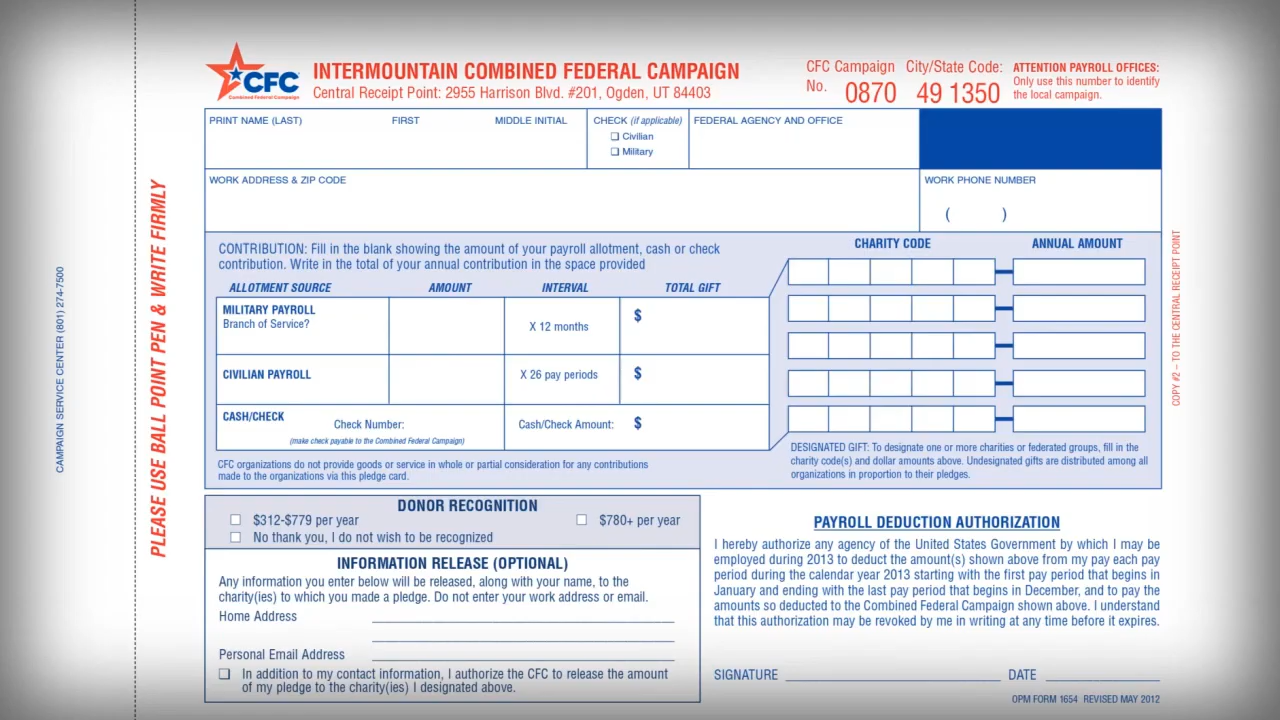 CFC
Combined Federal Campaign
INTERMOUNTAIN COMBINED FEDERAL CAMPAIGN
Central Receipt Point: 2955 Harrison Blvd. #201, Ogden, UT 84403
CFC Campaign No. 0870
City/State Code: 49 1350
ATTENTION PAYROLL OFFICES:
Only use this number to identify
the local campaign.
PRINT NAME (LAST) FIRST MIDDLE INITIAL
CHECK (if applicable)
❑ Civilian
❑ Military
FEDERAL AGENCY AND OFFICE
WORK ADDRESS & ZIP CODE
WORK PHONE NUMBER
( )
CAMPAIGN SERVICE CENTER (801) 274-7500
PLEASE USE BALL POINT PEN & WRITE FIRMLY
CONTRIBUTION: Fill in the blank showing the amount of your payroll allotment, cash or check
contribution. Write in the total of your annual contribution in the space provided
ALLOTMENT SOURCE AMOUNT INTERVAL TOTAL GIFT
MILITARY PAYROLL
Branch of Service?
X 12 months $
CIVILIAN PAYROLL X 26 pay periods $
CASH/CHECK
Check Number: Cash/Check Amount: $
(make check payable to the Combined Federal Campaign)
CFC organizations do not provide goods or service in whole or partial consideration for any contributions
made to the organizations via this pledge card.
CHARITY CODE ANNUAL AMOUNT
DESIGNATED GIFT: To designate one or more charities or federated groups, fill in the
charity code(s) and dollar amounts above. Undesignated gifts are distributed among all
organizations in proportion to their pledges.
COPY #2 – TO THE CENTRAL RECEIPT POINT
DONOR RECOGNITION
☐ $312-$779 per year ☐ $780+ per year
☐ No thank you, I do not wish to be recognized
INFORMATION RELEASE (OPTIONAL)
Any information you enter below will be released, along with your name, to the
charity(ies) to which you made a pledge. Do not enter your work address or email.
Home Address
Personal Email Address
❑ In addition to my contact information, I authorize the CFC to release the amount
of my pledge to the charity(ies) I designated above.
PAYROLL DEDUCTION AUTHORIZATION
I hereby authorize any agency of the United States Government by which I may be
employed during 2013 to deduct the amount(s) shown above from my pay each pay
period during the calendar year 2013 starting with the first pay period that begins in
January and ending with the last pay period that begins in December, and to pay the
amounts so deducted to the Combined Federal Campaign shown above. I understand
that this authorization may be revoked by me in writing at any time before it expires.
SIGNATURE DATE
OPM FORM 1654 REVISED MAY 2012